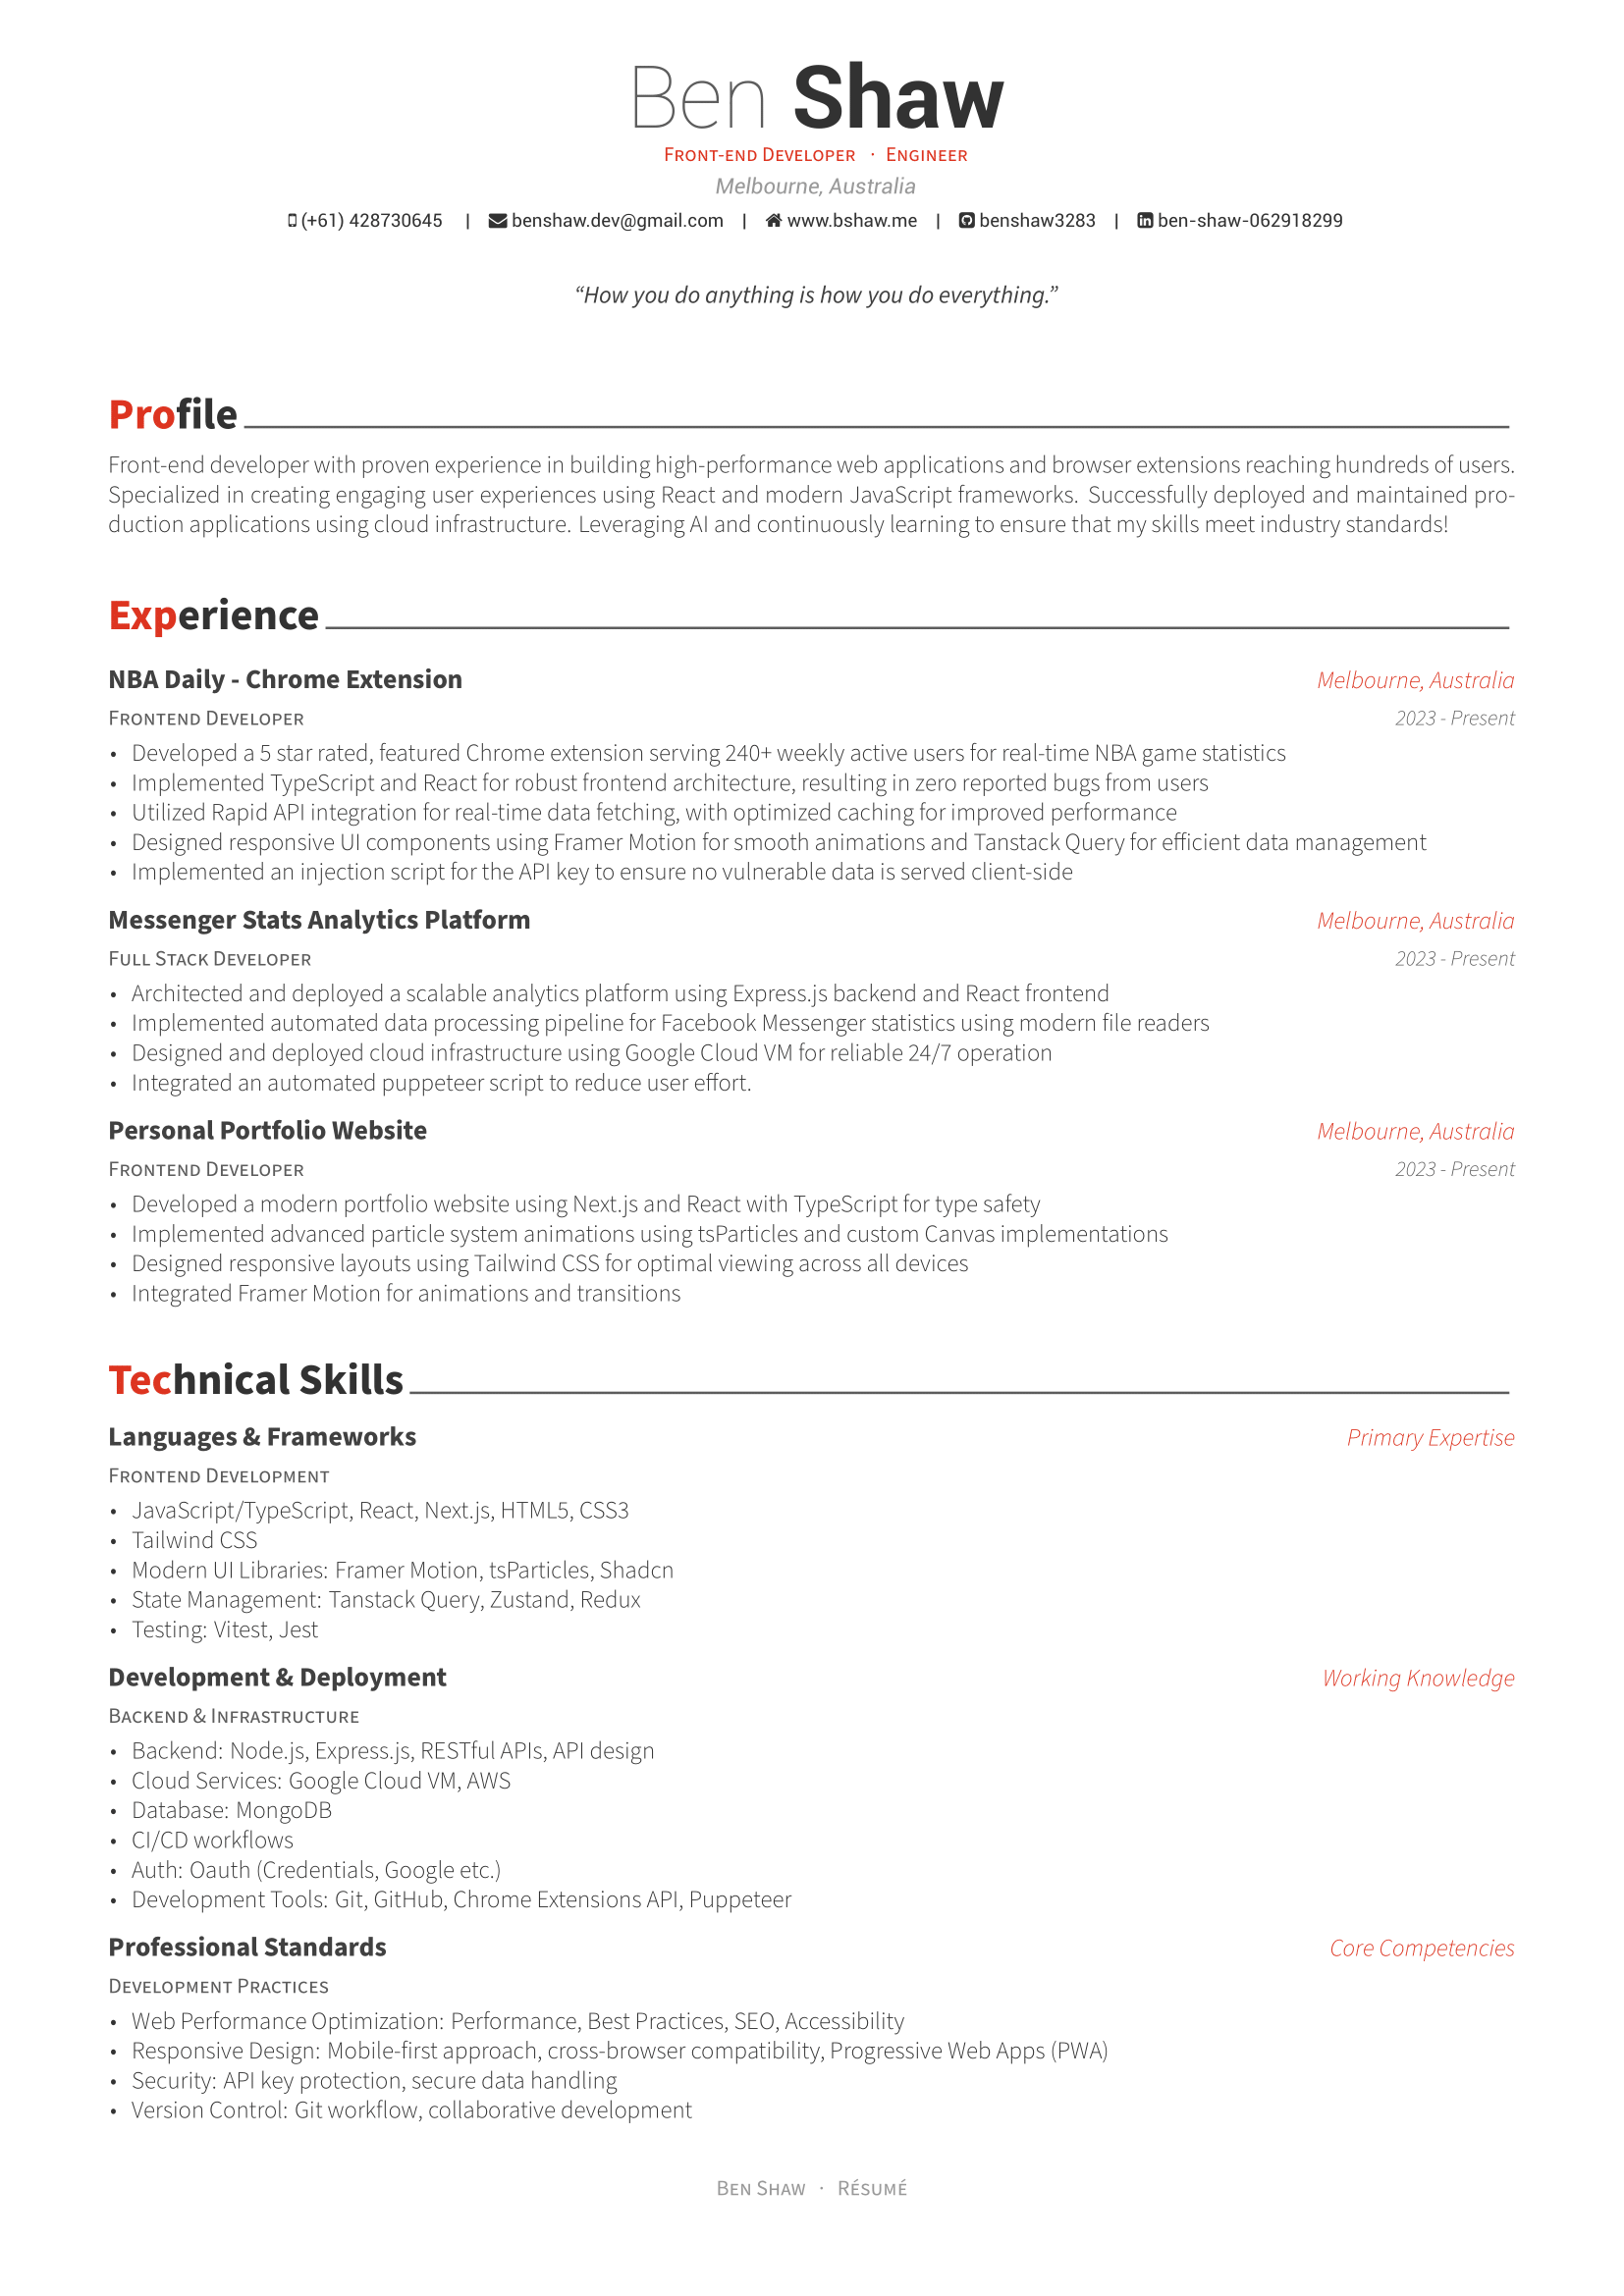 Ben Shaw
Front-end Developer · Engineer
Melbourne, Australia
(+61) 428730645 | benshaw.dev@gmail.com | www.bshaw.me | benshaw3283 | ben-shaw-062918299
“How you do anything is how you do everything.”
Profile
Front-end developer with proven experience in building high-performance web applications and browser extensions reaching hundreds of users.
Specialized in creating engaging user experiences using React and modern JavaScript frameworks. Successfully deployed and maintained pro-
duction applications using cloud infrastructure. Leveraging AI and continuously learning to ensure that my skills meet industry standards!
Experience
NBA Daily - Chrome Extension Melbourne, Australia
Frontend Developer 2023 - Present
• Developed a 5 star rated, featured Chrome extension serving 240+ weekly active users for real-time NBA game statistics
• Implemented TypeScript and React for robust frontend architecture, resulting in zero reported bugs from users
• Utilized Rapid API integration for real-time data fetching, with optimized caching for improved performance
• Designed responsive UI components using Framer Motion for smooth animations and Tanstack Query for efficient data management
• Implemented an injection script for the API key to ensure no vulnerable data is served client-side
Messenger Stats Analytics Platform Melbourne, Australia
Full Stack Developer 2023 - Present
• Architected and deployed a scalable analytics platform using Express.js backend and React frontend
• Implemented automated data processing pipeline for Facebook Messenger statistics using modern file readers
• Designed and deployed cloud infrastructure using Google Cloud VM for reliable 24/7 operation
• Integrated an automated puppeteer script to reduce user effort.
Personal Portfolio Website Melbourne, Australia
Frontend Developer 2023 - Present
• Developed a modern portfolio website using Next.js and React with TypeScript for type safety
• Implemented advanced particle system animations using tsParticles and custom Canvas implementations
• Designed responsive layouts using Tailwind CSS for optimal viewing across all devices
• Integrated Framer Motion for animations and transitions
Technical Skills
Languages & Frameworks Primary Expertise
Frontend Development
• JavaScript/TypeScript, React, Next.js, HTML5, CSS3
• Tailwind CSS
• Modern UI Libraries: Framer Motion, tsParticles, Shadcn
• State Management: Tanstack Query, Zustand, Redux
• Testing: Vitest, Jest
Development & Deployment Working Knowledge
Backend & Infrastructure
• Backend: Node.js, Express.js, RESTful APIs, API design
• Cloud Services: Google Cloud VM, AWS
• Database: MongoDB
• CI/CD workflows
• Auth: Oauth (Credentials, Google etc.)
• Development Tools: Git, GitHub, Chrome Extensions API, Puppeteer
Professional Standards Core Competencies
Development Practices
• Web Performance Optimization: Performance, Best Practices, SEO, Accessibility
• Responsive Design: Mobile-first approach, cross-browser compatibility, Progressive Web Apps (PWA)
• Security: API key protection, secure data handling
• Version Control: Git workflow, collaborative development
Ben Shaw · Résumé